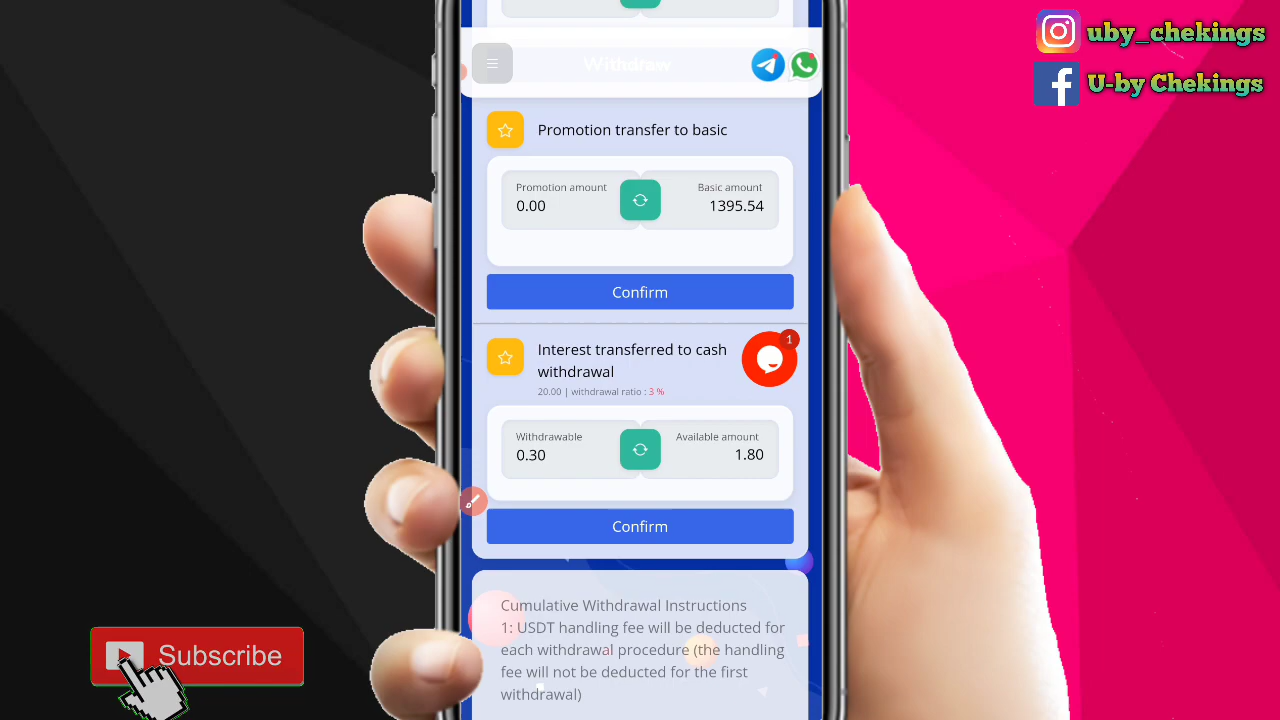 uby_chekings
U-by Chekings
Withdraw
Promotion transfer to basic
Promotion amount
Basic amount
0.00
1395.54
Confirm
1
Interest transferred to cash
withdrawal
20.00 | withdrawal ratio : 3 %
Withdrawable
Available amount
0.30
1.80
Confirm
Cumulative Withdrawal Instructions
1: USDT handling fee will be deducted for
each withdrawal procedure (the handling
fee will not be deducted for the first
withdrawal)
Subscribe